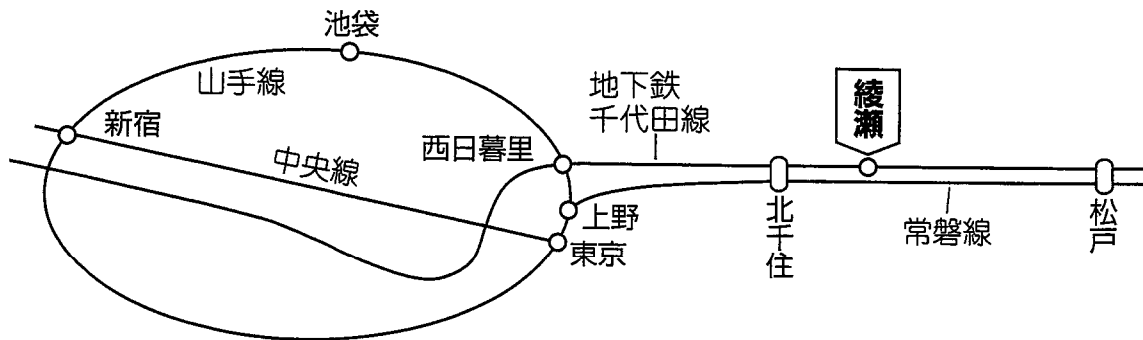 池袋
山手線
新宿
中央線
西日暮里
地下鉄
千代田線
綾瀬
上野
東京
北千住
常磐線
松戸